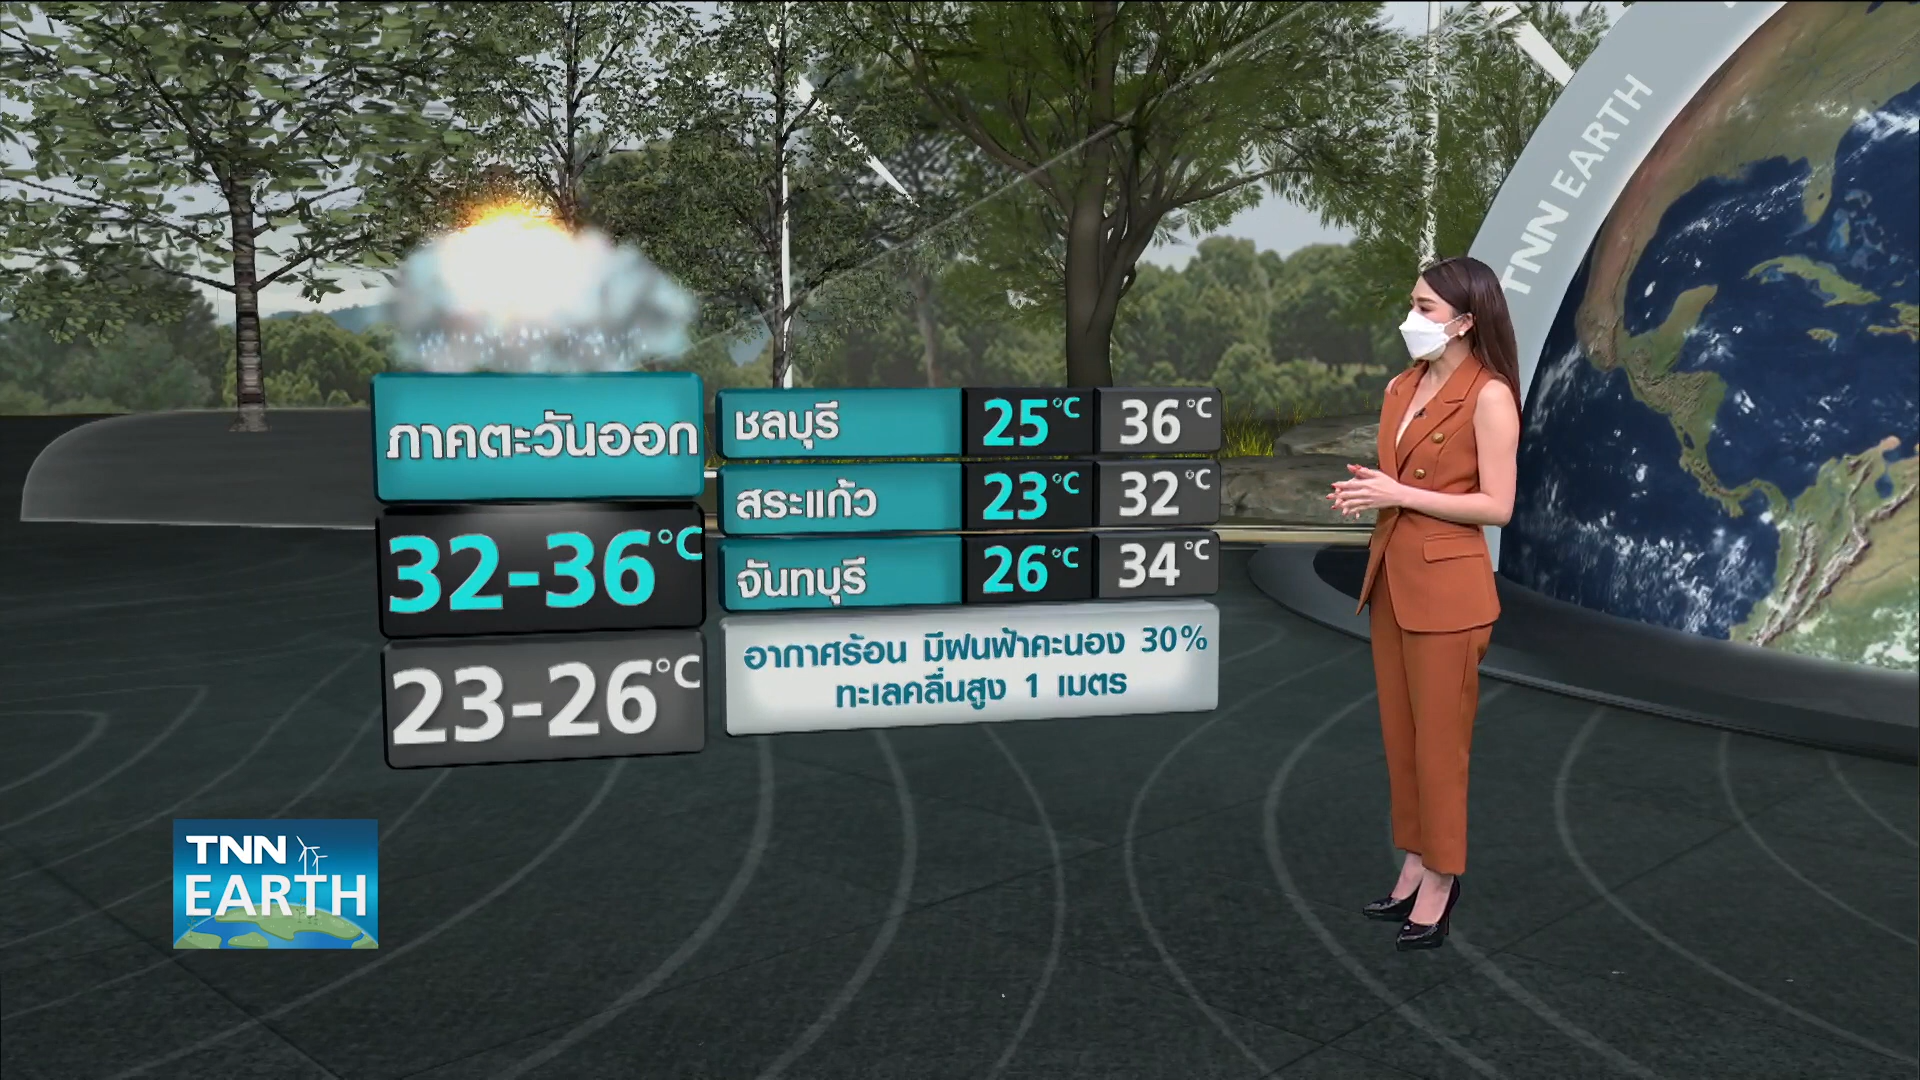 TNN EARTH
ภาคตะวันออก
32-36°C
23-26°C
ชลบุรี 25°C 36°C
สระแก้ว 23°C 32°C
จันทบุรี 26°C 34°C
อากาศร้อน มีฝนฟ้าคะนอง 30%
ทะเลคลื่นสูง 1 เมตร
TNN
EARTH